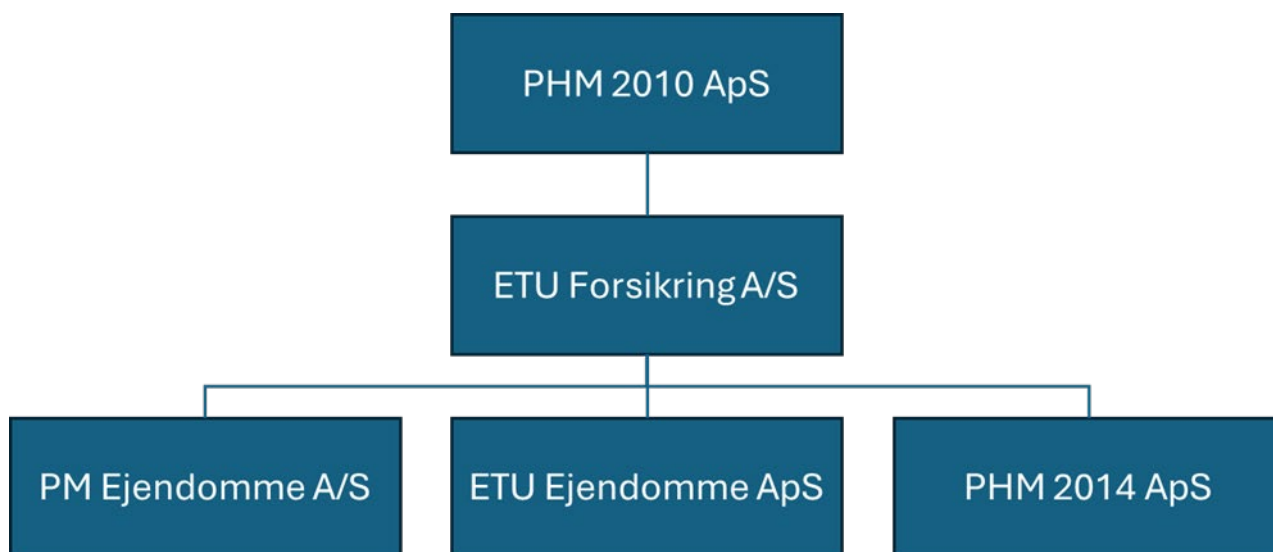 PHM 2010 ApS
ETU Forsikring A/S
PM Ejendomme A/S
ETU Ejendomme ApS
PHM 2014 ApS